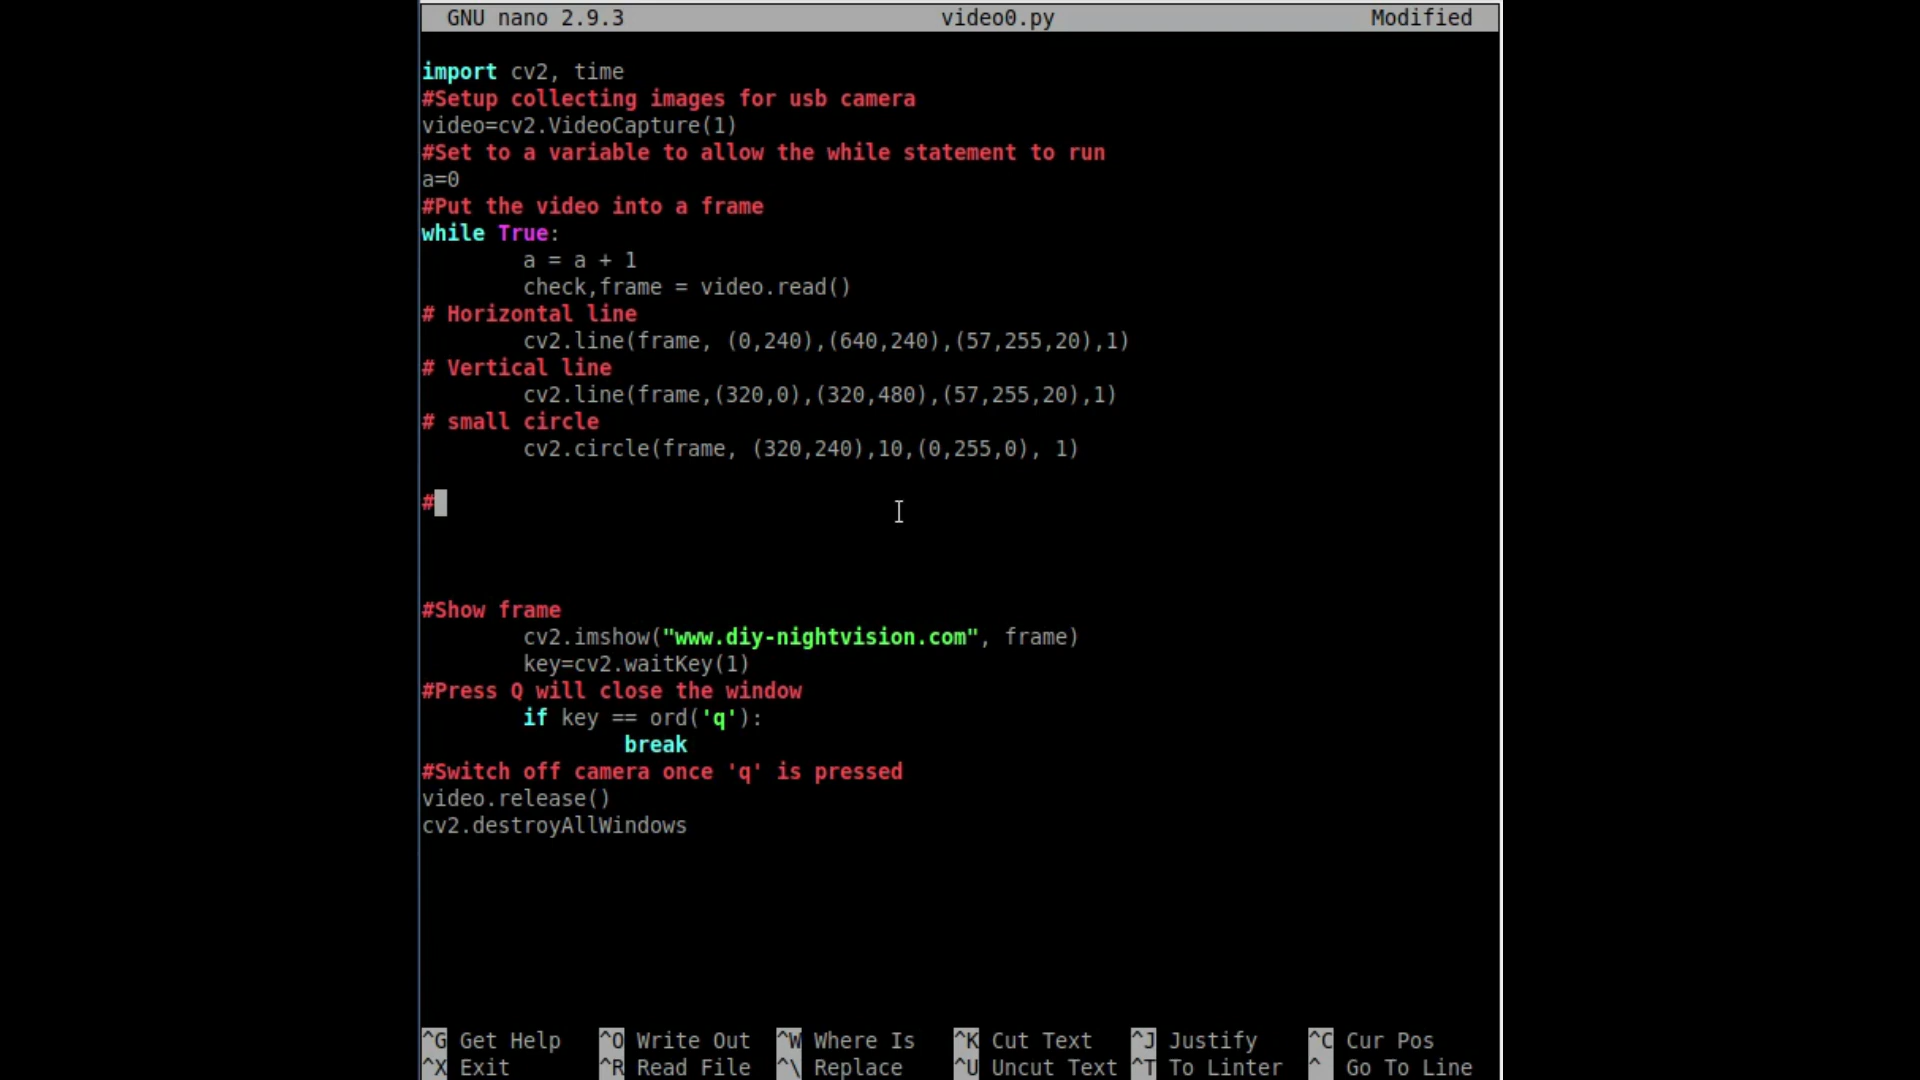 GNU nano 2.9.3 video0.py Modified
import cv2, time
#Setup collecting images for usb camera
video=cv2.VideoCapture(1)
#Set to a variable to allow the while statement to run
a=0
#Put the video into a frame
while True:
        a = a + 1
        check,frame = video.read()
# Horizontal line
        cv2.line(frame, (0,240),(640,240),(57,255,20),1)
# Vertical line
        cv2.line(frame,(320,0),(320,480),(57,255,20),1)
# small circle
        cv2.circle(frame, (320,240),10,(0,255,0), 1)
#
#Show frame
        cv2.imshow("www.diy-nightvision.com", frame)
        key=cv2.waitKey(1)
#Press Q will close the window
        if key == ord('q'):
                break
#Switch off camera once 'q' is pressed
video.release()
cv2.destroyAllWindows
^G Get Help ^O Write Out ^W Where Is ^K Cut Text ^J Justify ^C Cur Pos
^X Exit ^R Read File ^\ Replace ^U Uncut Text ^T To Linter ^ Go To Line